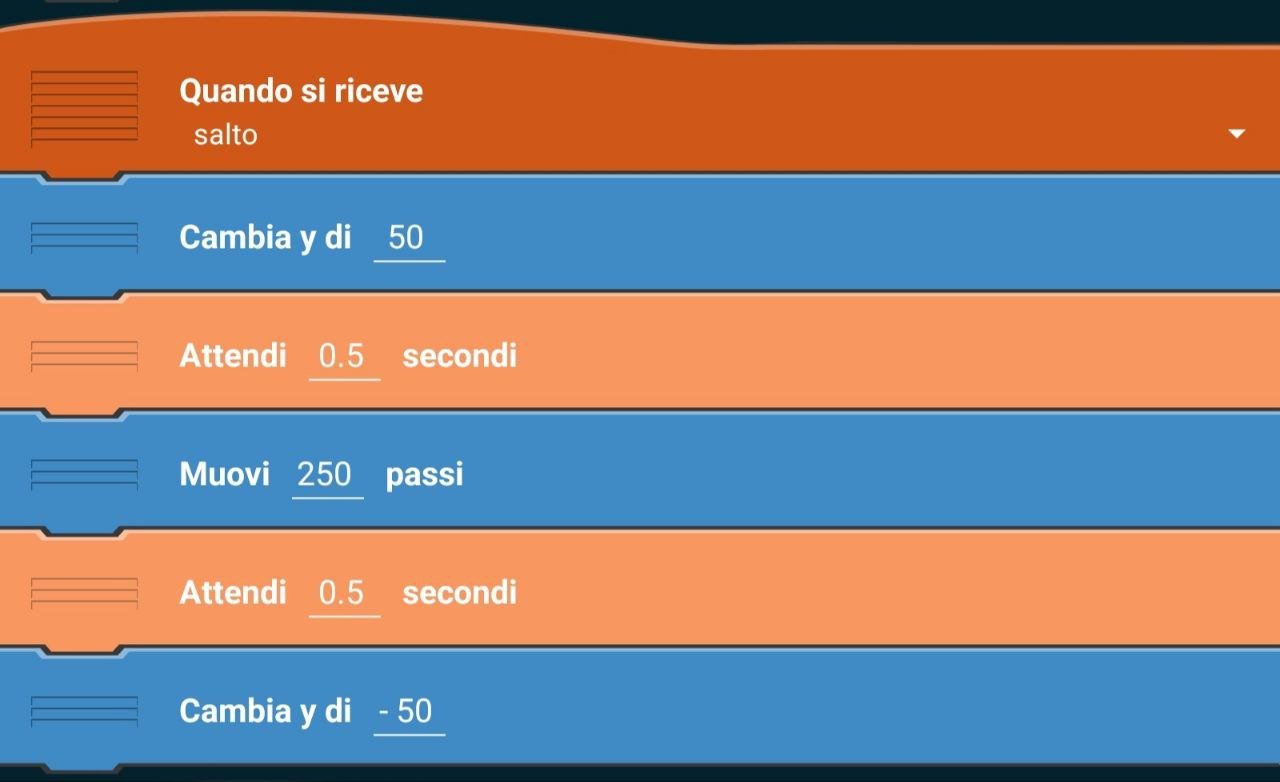 Quando si riceve
salto
Cambia y di 50
Attendi 0.5 secondi
Muovi 250 passi
Attendi 0.5 secondi
Cambia y di - 50